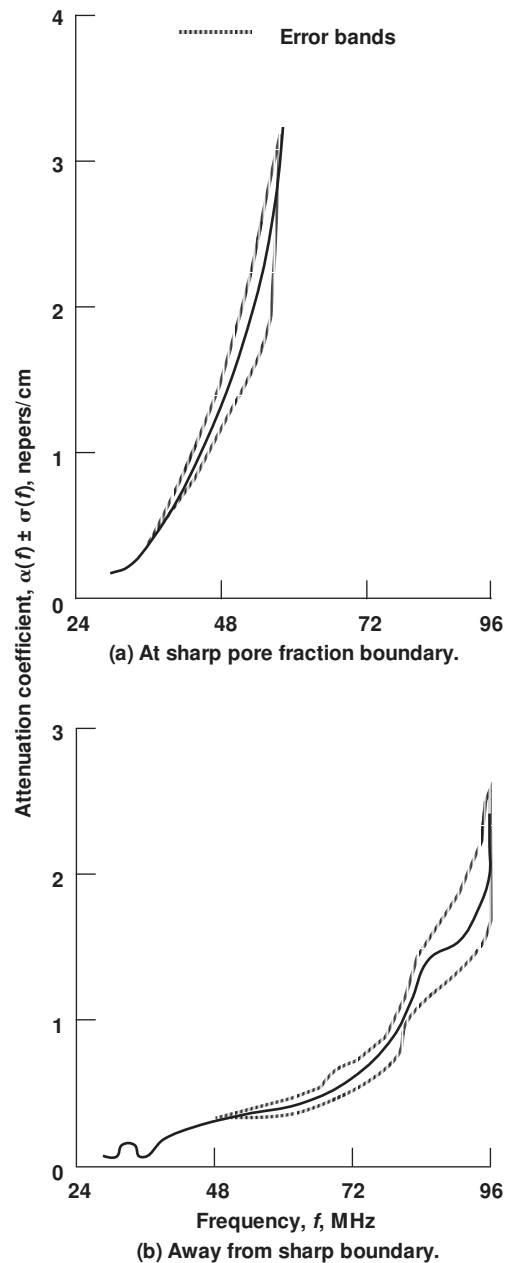 4
Error bands
3
2
1
0
24 48 72 96
(a) At sharp pore fraction boundary.
Attenuation coefficient, α(f) ± σ(f), nepers/cm
3
2
1
0
24 48 72 96
Frequency, f, MHz
(b) Away from sharp boundary.